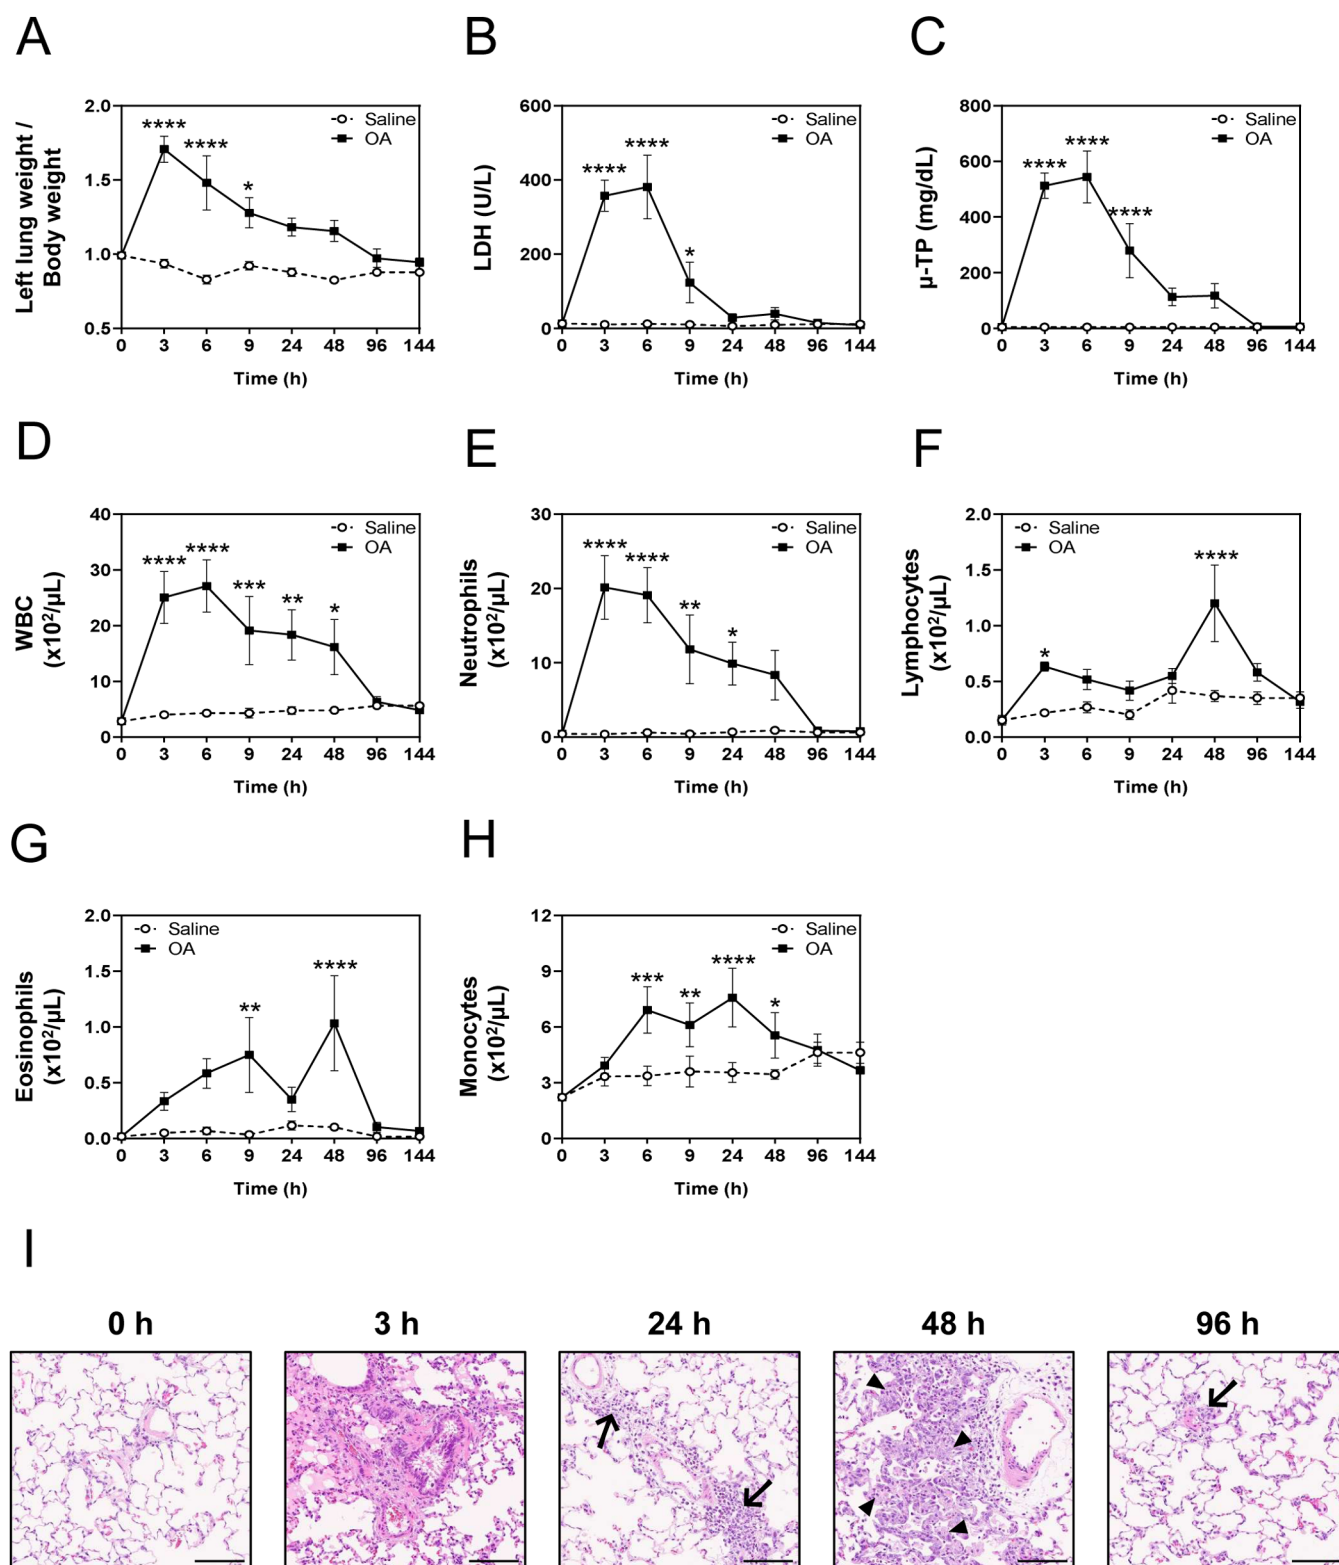 A
B
C
Left lung weight /
Body weight
2.0
1.5
1.0
0.5
**** **** *
Saline
OA
0 3 6 9 24 48 96 144
Time (h)
LDH (U/L)
600
400
200
0
**** **** *
Saline
OA
0 3 6 9 24 48 96 144
Time (h)
μ-TP (mg/dL)
800
600
400
200
0
**** **** ****
Saline
OA
0 3 6 9 24 48 96 144
Time (h)
D
E
F
WBC
(x10²/μL)
40
30
20
10
0
**** **** *** ** *
Saline
OA
0 3 6 9 24 48 96 144
Time (h)
Neutrophils
(x10²/μL)
30
20
10
0
**** **** ** *
Saline
OA
0 3 6 9 24 48 96 144
Time (h)
Lymphocytes
(x10²/μL)
2.0
1.5
1.0
0.5
0.0
* ****
Saline
OA
0 3 6 9 24 48 96 144
Time (h)
G
H
Eosinophils
(x10²/μL)
2.0
1.5
1.0
0.5
0.0
** ****
Saline
OA
0 3 6 9 24 48 96 144
Time (h)
Monocytes
(x10²/μL)
12
9
6
3
0
*** ** **** *
Saline
OA
0 3 6 9 24 48 96 144
Time (h)
I
0 h 3 h 24 h 48 h 96 h